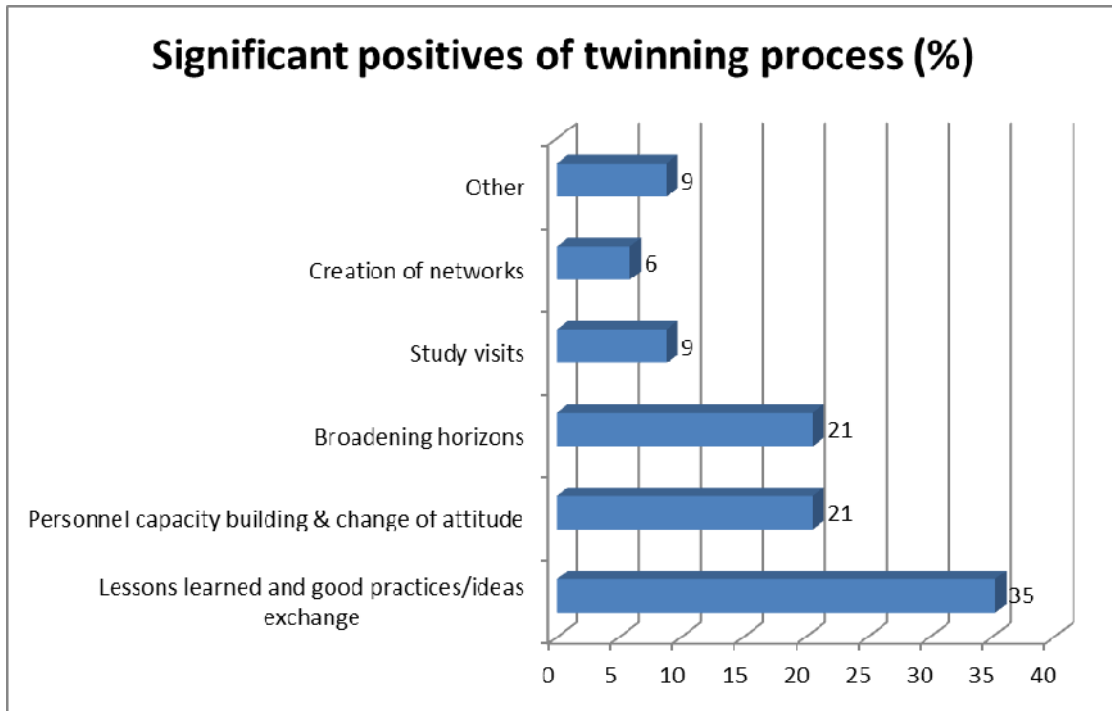 Significant positives of twinning process (%)
Other
9
Creation of networks
6
Study visits
9
Broadening horizons
21
Personnel capacity building & change of attitude
21
Lessons learned and good practices/ideas
exchange
35
0 5 10 15 20 25 30 35 40